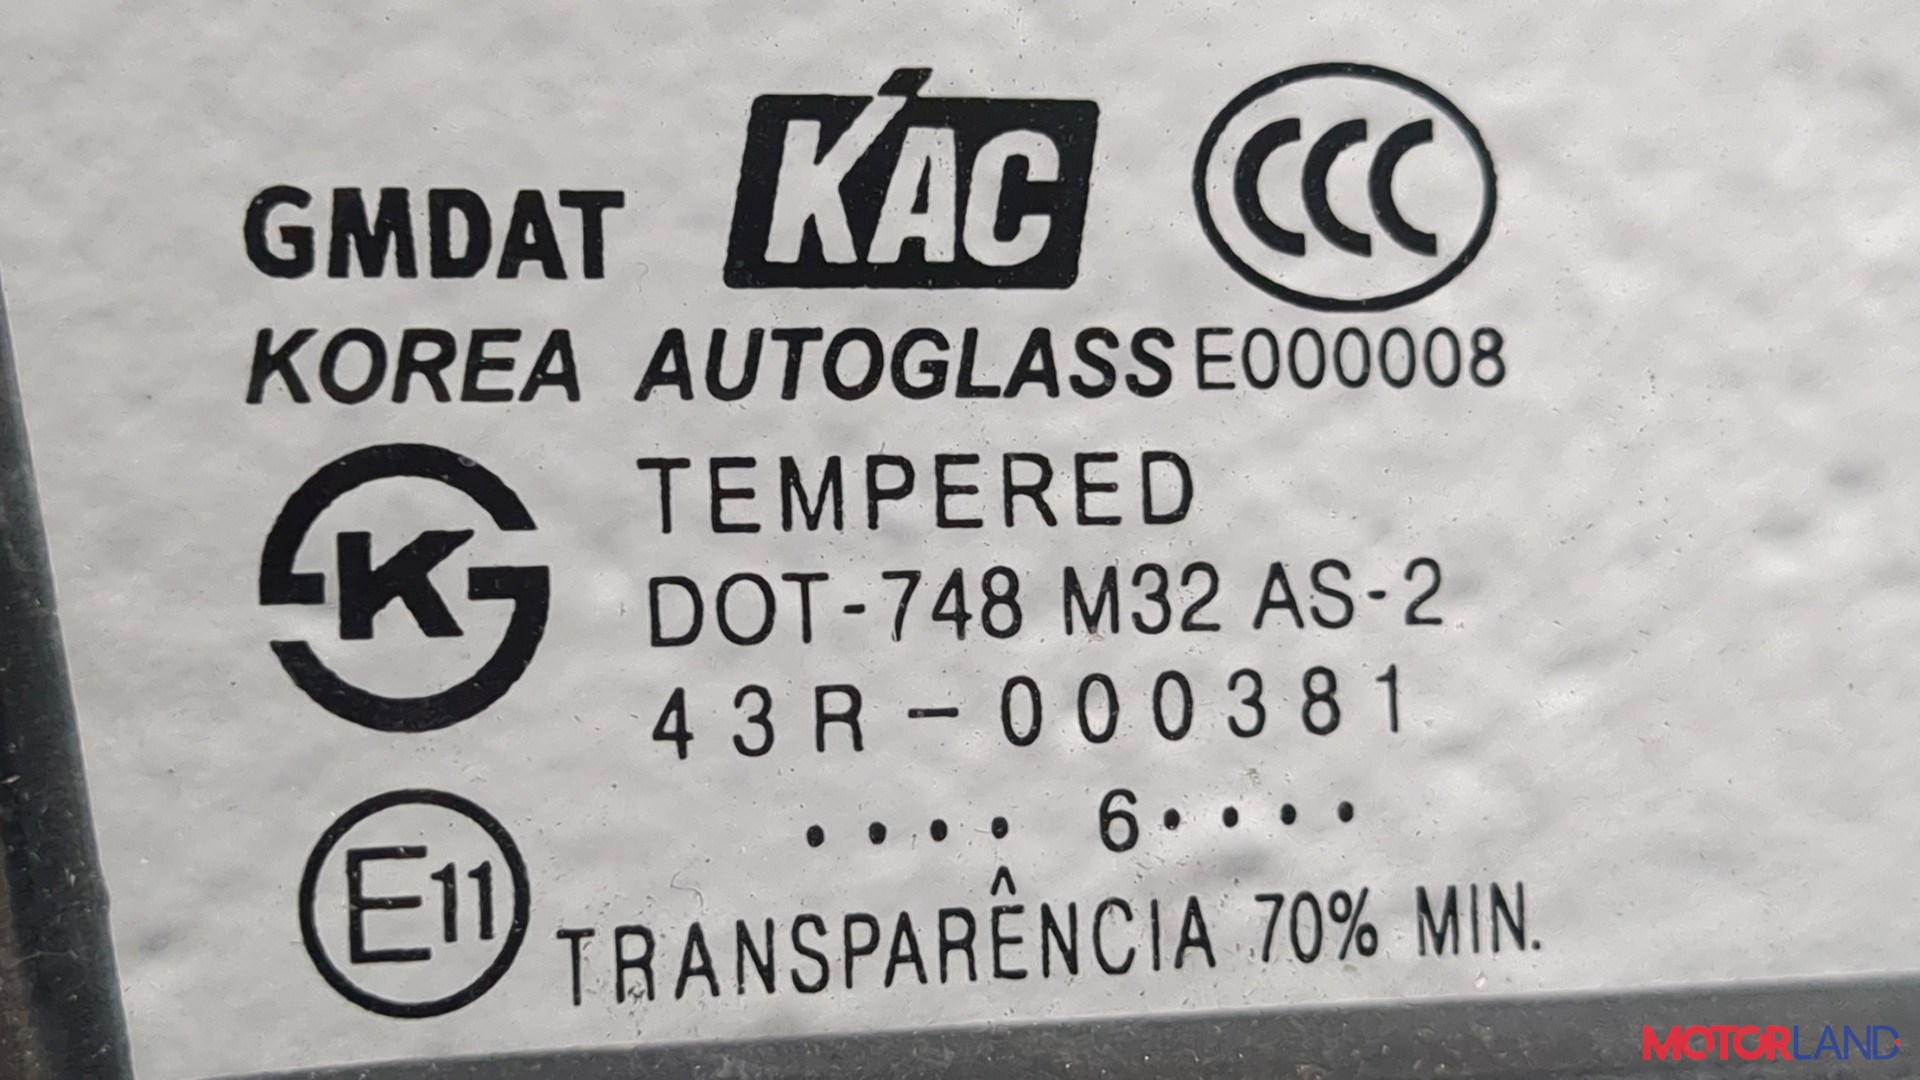 GMDAT KAC CCC
KOREA AUTOGLASS E000008
TEMPERED
K
DOT-748 M32 AS-2
43R-000381
E11
.... 6....
TRANSPARÊNCIA 70% MIN.
MOTORLAND